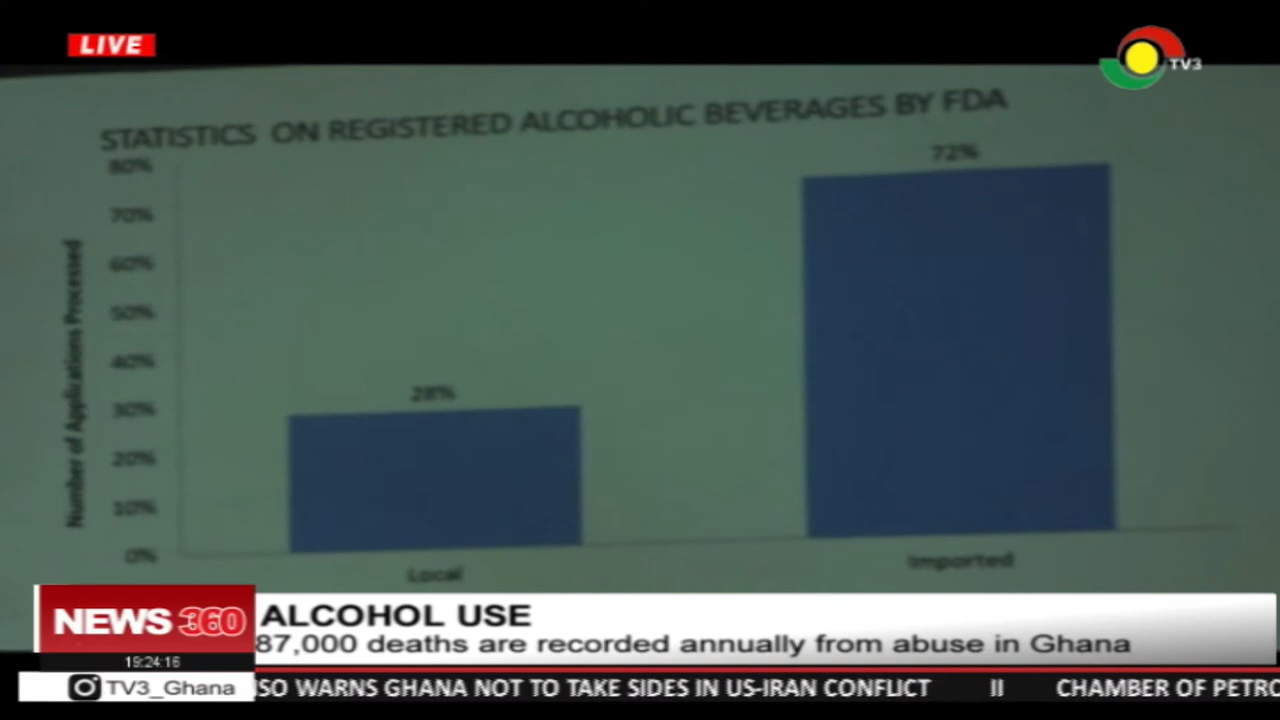 LIVE
TV3
STATISTICS ON REGISTERED ALCOHOLIC BEVERAGES BY FDA
80%
70%
60%
50%
40%
30%
20%
10%
0%
Number of Applications Processed
28%
72%
Local
Imported
NEWS 360
ALCOHOL USE
87,000 deaths are recorded annually from abuse in Ghana
19:24:16
TV3_Ghana
SO WARNS GHANA NOT TO TAKE SIDES IN US-IRAN CONFLICT II CHAMBER OF PETRO